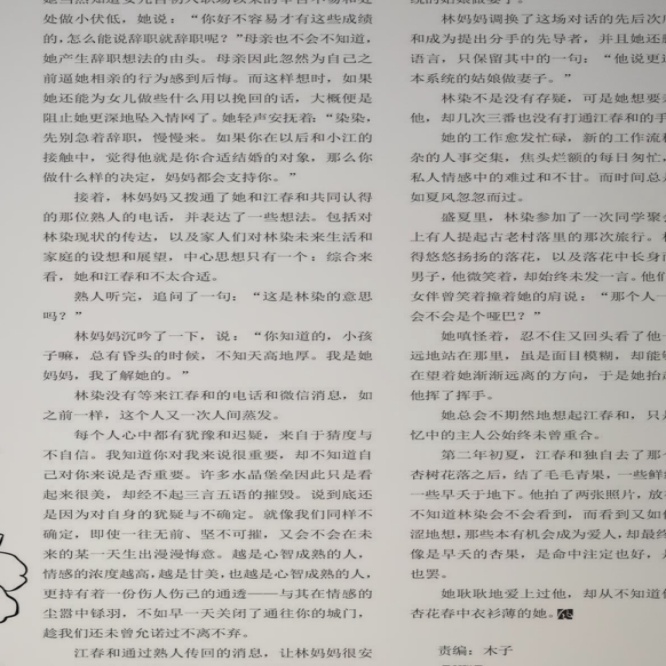 处做小伏低，她说：“你好不容易才有这些成绩
的，怎么能说辞职就辞职呢？”母亲也不会不知道，
她产生辞职想法的由头。母亲因此忽然为自己之
前逼她相亲的行为感到后悔。而这样想时，如果
她还能为女儿做些什么用以挽回的话，大概便是
阻止她更深地坠入情网了。她轻声安抚着：“染染，
先别急着辞职，慢慢来。如果你在以后和小江的
接触中，觉得他就是你合适结婚的对象，那么你
做什么样的决定，妈妈都会支持你。”
接着，林妈妈又拨通了她和江春和共同认得
的那位熟人的电话，并表达了一些想法。包括对
林染现状的传达，以及家人们对林染未来生活和
家庭的设想和展望，中心思想只有一个：综合来
看，她和江春和不太合适。
熟人听完，追问了一句：“这是林染的意思
吗？”
林妈妈沉吟了一下，说：“你知道的，小孩
子嘛，总有昏头的时候，不知天高地厚。我是她
妈妈，我了解她的。”
林染没有等来江春和的电话和微信消息，如
之前一样，这个人又一次人间蒸发。
每个人心中都有犹豫和迟疑，来自于猜度与
不自信。我知道你对我来说很重要，却不知道自
己对你来说是否重要。许多水晶堡垒因此只是看
起来很美，却经不起三言五语的摧毁。说到底还
是因为对自身的犹疑与不确定。就像我们同样不
确定，即使一往无前、坚不可摧，又会不会在未
来的某一天生出漫漫悔意。越是心智成熟的人，
情感的浓度越高，越是甘美，也越是心智成熟的人，
更持有着一份伤人伤己的通透——与其在情感的
尘嚣中铩羽，不如早一天关闭了通往你的城门，
趁我们还未曾允诺过不离不弃。
江春和通过熟人传回的消息，让林妈妈很安
林妈妈调换了这场对话的先后次
和成为提出分手的先导者，并且她还
语言，只保留其中的一句：“他说更
本系统的姑娘做妻子。”
林染不是没有存疑，可是她想要
他，却几次三番也没有打通江春和的手
她的工作愈发忙碌，新的工作流
杂的人事交集，焦头烂额的每日匆忙，
私人情感中的难过和不甘。而时间总
如夏风忽忽而过。
盛夏里，林染参加了一次同学聚
上有人提起古老村落里的那次旅行。
得悠悠扬扬的落花，以及落花中长身
男子，他微笑着，却始终未发一言。他们
女伴曾笑着撞着她的肩说：“那个人一
会不会是个哑巴？”
她嗔怪着，忍不住又回头看了他一
远地站在那里，虽是面目模糊，却能
在望着她渐渐远离的方向，于是她抬
他挥了挥手。
她总会不期然地想起江春和，只
忆中的主人公始终未曾重合。
第二年初夏，江春和独自去了那
杏树花落之后，结了毛毛青果，一些鲜
一些早夭于地下。他拍了两张照片，放
不知道林染会不会看到，而看到又如
涩地想，那些本有机会成为爱人，却最终
像是早夭的杏果，是命中注定也好，
也罢。
她耿耿地爱上过他，却从不知道
杏花春中衣衫薄的她。
责编：木子